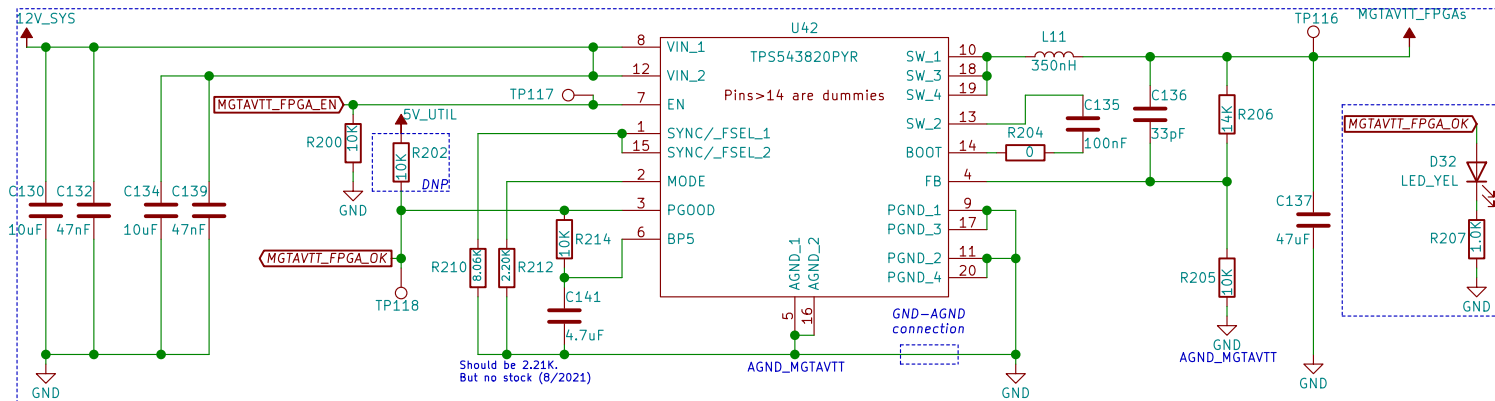 12V_SYS
C130
10uF
C132
47nF
C134
10uF
C139
47nF
GND
MGTAVTT_FPGA_EN
R200
10K
GND
5V_UTIL
R202
10K
DNP
TP117
MGTAVTT_FPGA_OK
TP118
R210
8.06K
R212
2.20K
R214
10K
C141
4.7uF
Should be 2.21K.
But no stock (8/2021)
U42
TPS543820PYR
Pins>14 are dummies
8 VIN_1
12 VIN_2
7 EN
1 SYNC/_FSEL_1
15 SYNC/_FSEL_2
2 MODE
3 PGOOD
6 BP5
SW_1 10
SW_3 18
SW_4 19
SW_2 13
BOOT 14
FB 4
PGND_1 9
PGND_3 17
PGND_2 11
PGND_4 20
AGND_1 5
AGND_2 16
AGND_MGTAVTT
GND-AGND
connection
GND
L11
350nH
R204
0
C135
100nF
C136
33pF
R206
14K
R205
10K
GND
AGND_MGTAVTT
TP116
MGTAVTT_FPGAs
C137
47uF
GND
MGTAVTT_FPGA_OK
D32
LED_YEL
R207
1.0K
GND